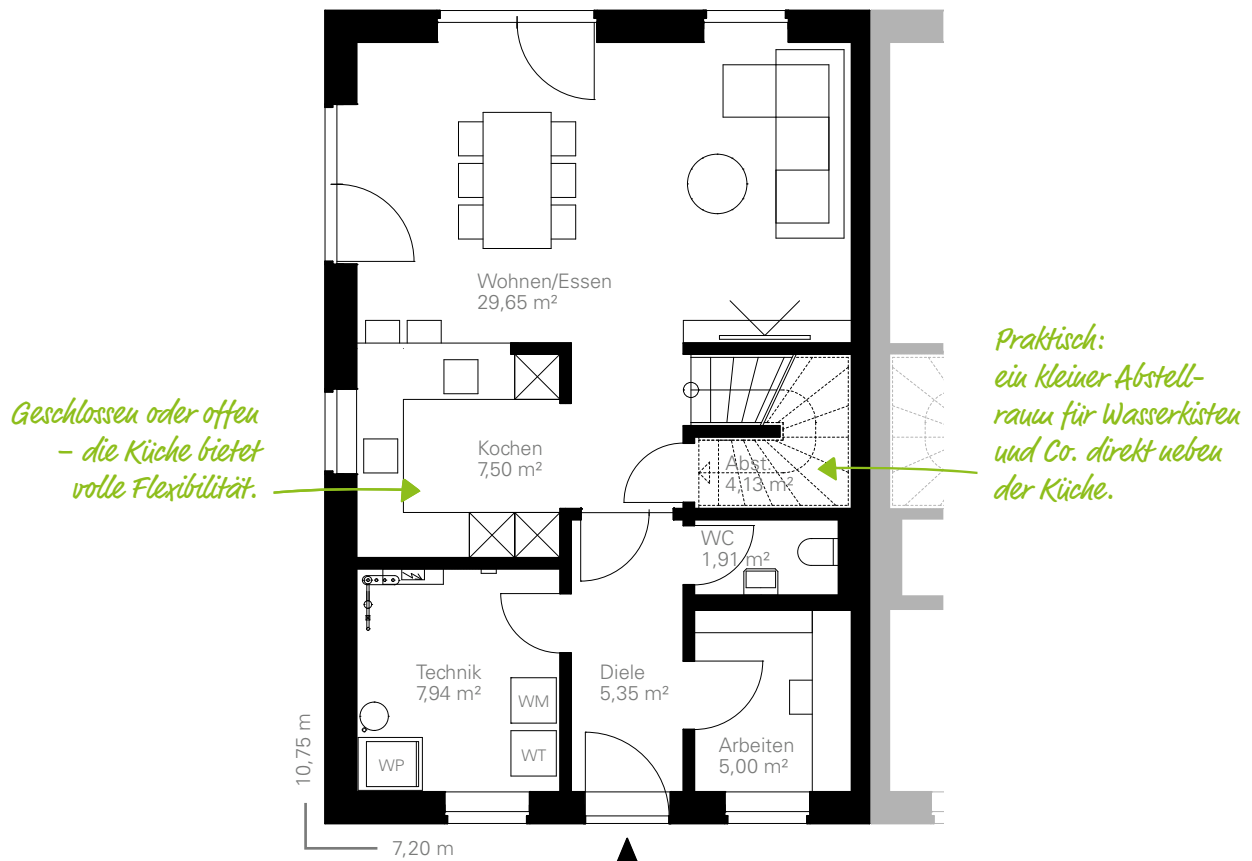 Wohnen/Essen
29,65 m²
Geschlossen oder offen
– die Küche bietet
volle Flexibilität.
Praktisch:
ein kleiner Abstell-
raum für Wasserkisten
und Co. direkt neben
der Küche.
Kochen
7,50 m²
Abst.
4,13 m²
WC
1,91 m²
Technik
7,94 m²
Diele
5,35 m²
WM
WT
WP
Arbeiten
5,00 m²
10,75 m
7,20 m